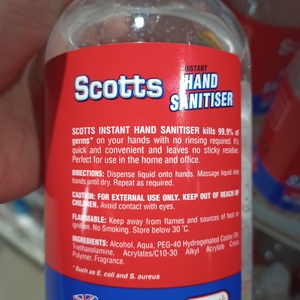 Scotts
INSTANT
HAND
SANITISER
SCOTTS INSTANT HAND SANITISER kills 99.9% of
germs* on your hands with no rinsing required. It's
quick and convenient and leaves no sticky residue.
Perfect for use in the home and office.
DIRECTIONS: Dispense liquid onto hands. Massage liquid into
hands until dry. Repeat as required.
CAUTION: FOR EXTERNAL USE ONLY. KEEP OUT OF REACH OF
CHILDREN. Avoid contact with eyes.
FLAMMABLE: Keep away from flames and sources of heat or
ignition. No Smoking. Store below 30°C.
INGREDIENTS: Alcohol, Aqua, PEG-40 Hydrogenated Castor Oil,
Triethanolamine, Acrylates/C10-30 Alkyl Acrylate Cross
Polymer, Fragrance.
* Such as E. coli and S. aureus